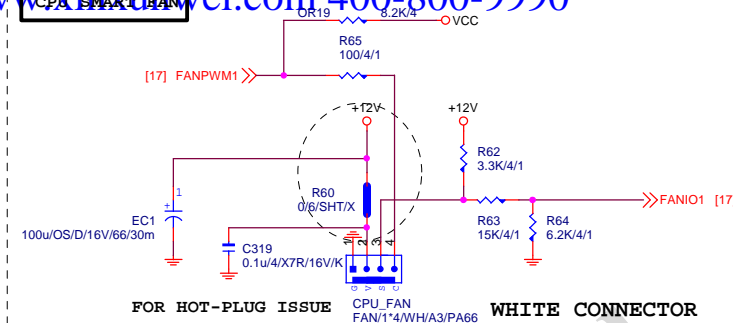 CPU SMART FAN
OR19
8.2K/4
VCC
R65
100/4/1
[17] FANPWM1
+12V
+12V
R62
3.3K/4/1
R60
0/6/SHT/X
FANIO1 [17
1
+
EC1
100u/OS/D/16V/66/30m
R63
15K/4/1
R64
6.2K/4/1
C319
0.1u/4/X7R/16V/K
1 2 3 4
G V S C
FOR HOT-PLUG ISSUE
CPU_FAN
FAN/1*4/WH/A3/PA66
WHITE CONNECTOR